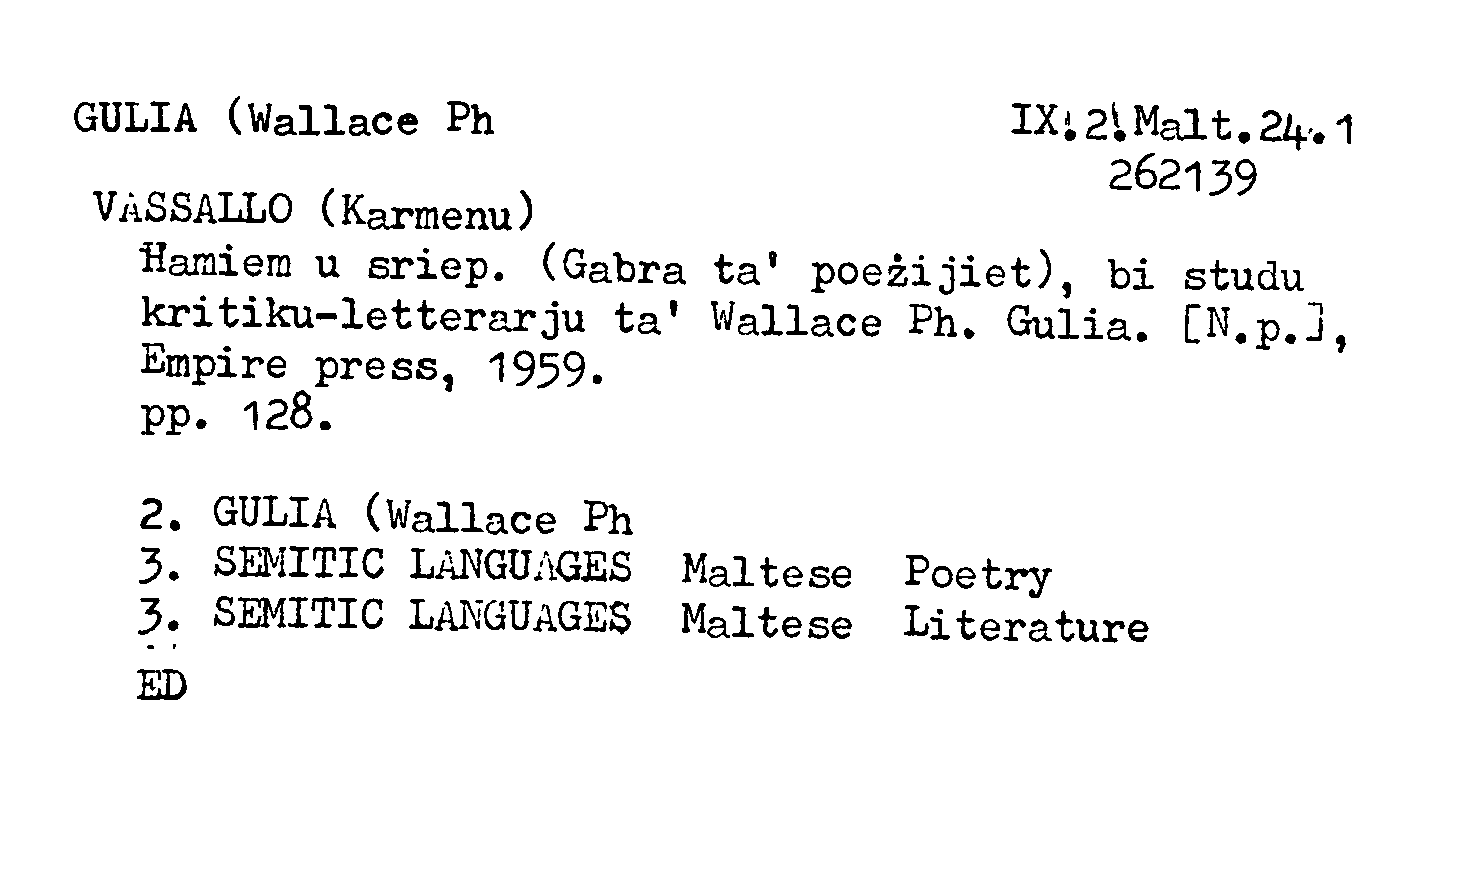 GULIA (Wallace Ph
IX.2.Malt.24.1
262139
VASSALLO (Karmenu)
Ħamiem u sriep. (Gabra ta' poeżijiet), bi studu
kritiku-letterarju ta' Wallace Ph. Gulia. [N.p.],
Empire press, 1959.
pp. 128.
2. GULIA (Wallace Ph
3. SEMITIC LANGUAGES Maltese Poetry
3. SEMITIC LANGUAGES Maltese Literature
ED